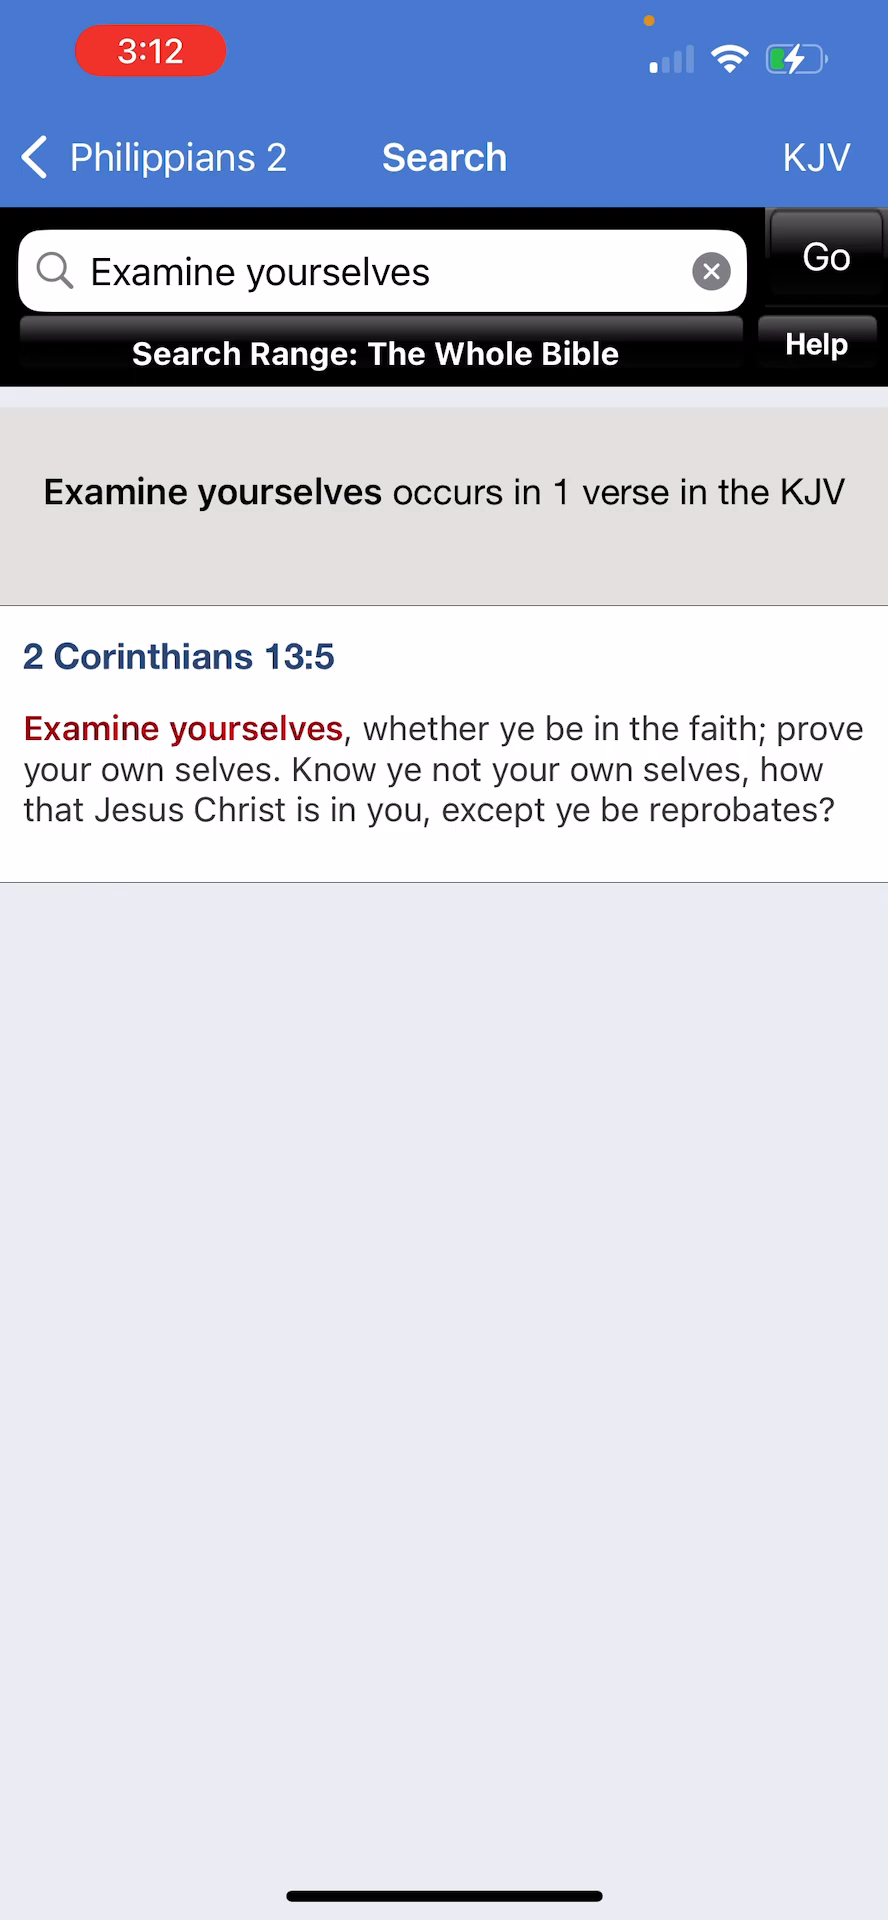 3:12
Philippians 2 Search KJV
Examine yourselves Go
Search Range: The Whole Bible Help
Examine yourselves occurs in 1 verse in the KJV
2 Corinthians 13:5
Examine yourselves, whether ye be in the faith; prove
your own selves. Know ye not your own selves, how
that Jesus Christ is in you, except ye be reprobates?